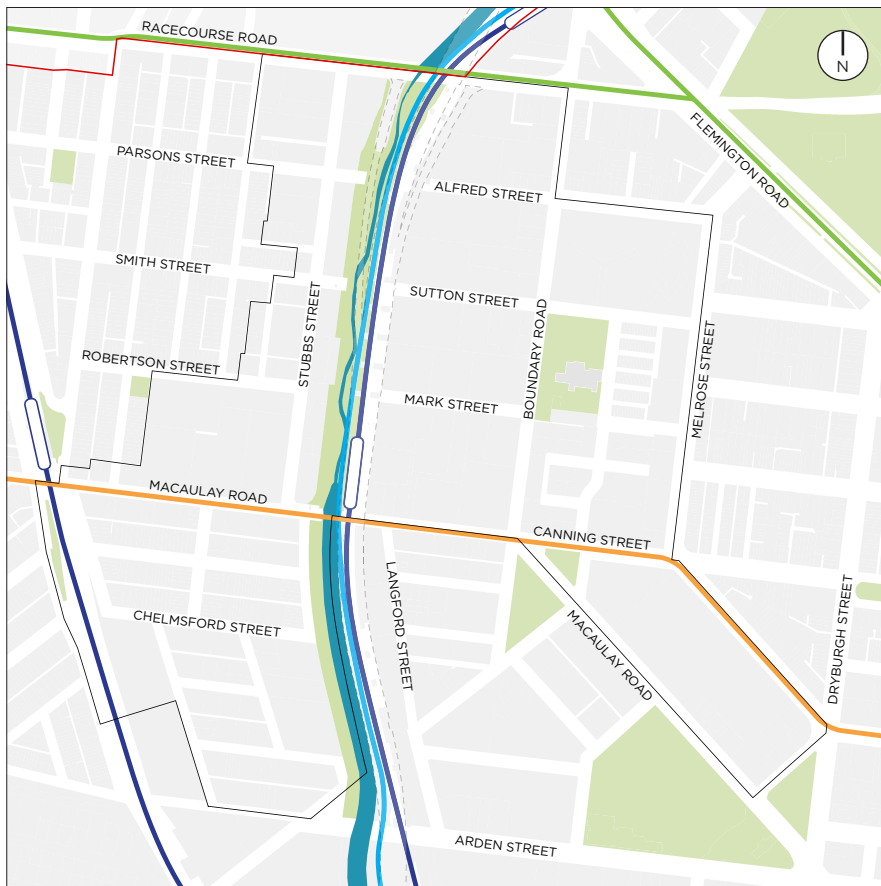 RACECOURSE ROAD
N
FLEMINGTON ROAD
PARSONS STREET
ALFRED STREET
SMITH STREET
SUTTON STREET
STUBBS STREET
BOUNDARY ROAD
MELROSE STREET
ROBERTSON STREET
MARK STREET
MACAULAY ROAD
CANNING STREET
LANGFORD STREET
CHELMSFORD STREET
MACAULAY ROAD
DRYBURGH STREET
ARDEN STREET